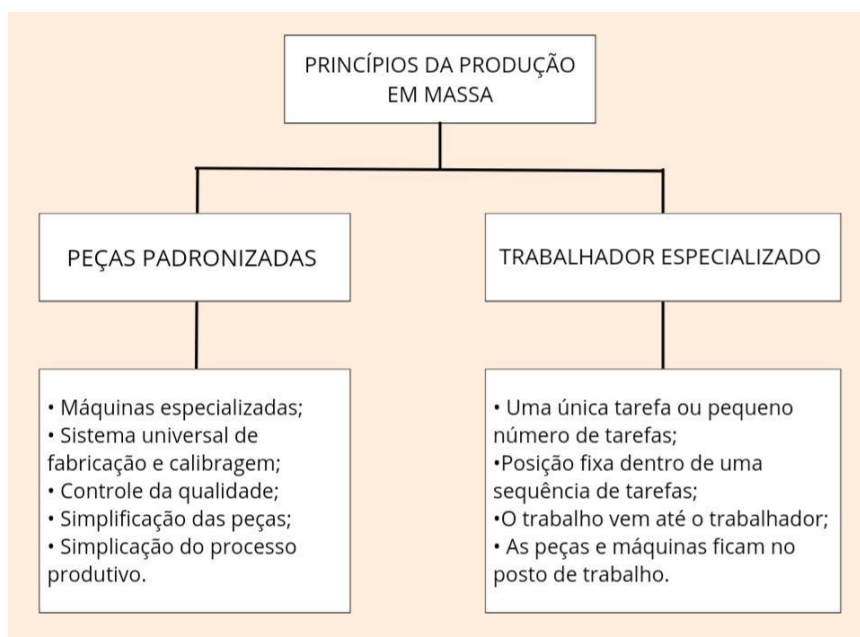 PRINCÍPIOS DA PRODUÇÃO
EM MASSA
PEÇAS PADRONIZADAS
TRABALHADOR ESPECIALIZADO
• Máquinas especializadas;
• Sistema universal de
fabricação e calibragem;
• Controle da qualidade;
• Simplificação das peças;
• Simplicação do processo
produtivo.
• Uma única tarefa ou pequeno
número de tarefas;
•Posição fixa dentro de uma
sequência de tarefas;
•O trabalho vem até o trabalhador;
• As peças e máquinas ficam no
posto de trabalho.